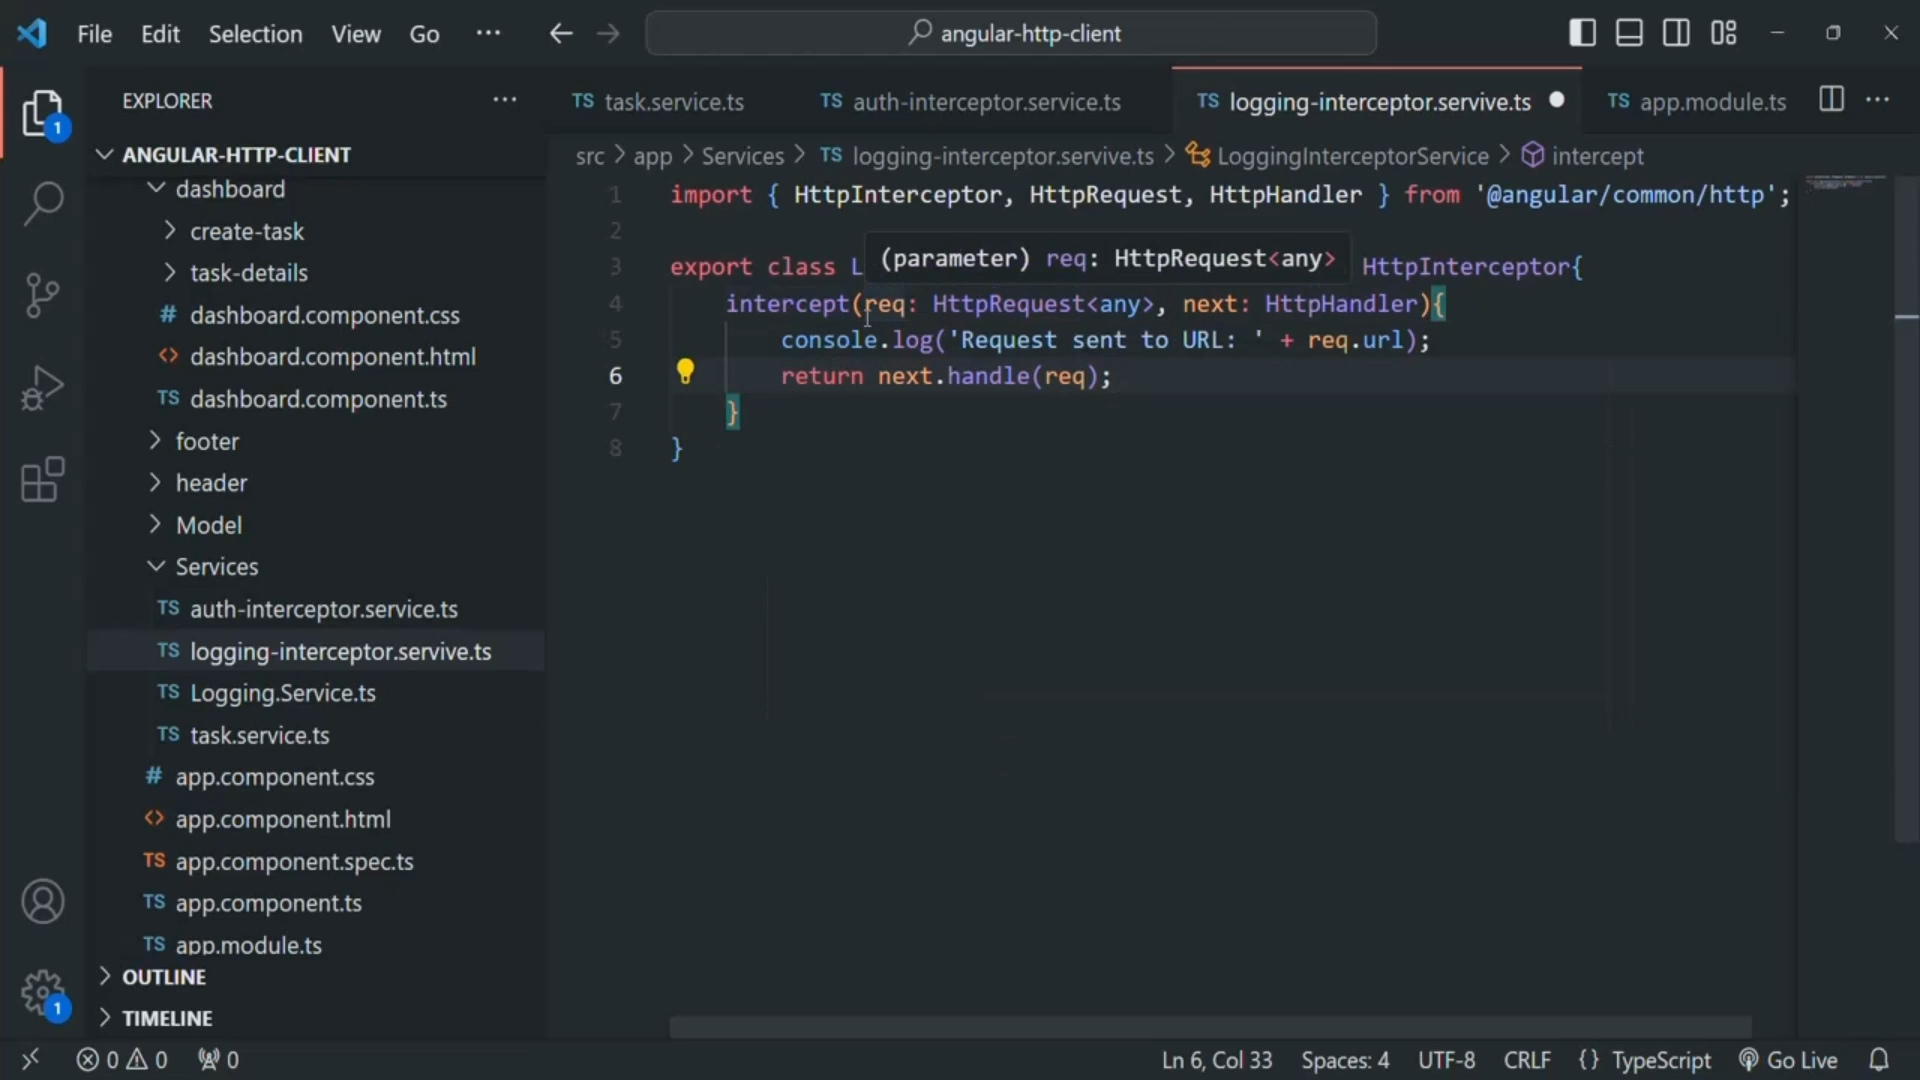 File Edit Selection View Go ··· angular-http-client
EXPLORER ···
ANGULAR-HTTP-CLIENT
dashboard
create-task
task-details
# dashboard.component.css
<> dashboard.component.html
TS dashboard.component.ts
footer
header
Model
Services
TS auth-interceptor.service.ts
TS logging-interceptor.servive.ts
TS Logging.Service.ts
TS task.service.ts
# app.component.css
<> app.component.html
TS app.component.spec.ts
TS app.component.ts
TS app.module.ts
OUTLINE
TIMELINE
1
1
TS task.service.ts TS auth-interceptor.service.ts TS logging-interceptor.servive.ts TS app.module.ts ···
src > app > Services > TS logging-interceptor.servive.ts > LoggingInterceptorService > intercept
1 import { HttpInterceptor, HttpRequest, HttpHandler } from '@angular/common/http';
2
(parameter) req: HttpRequest<any>
3 export class L HttpInterceptor{
4 intercept(req: HttpRequest<any>, next: HttpHandler){
5 console.log('Request sent to URL: ' + req.url);
6 return next.handle(req);
7 }
8 }
0 0 0 Ln 6, Col 33 Spaces: 4 UTF-8 CRLF {} TypeScript Go Live